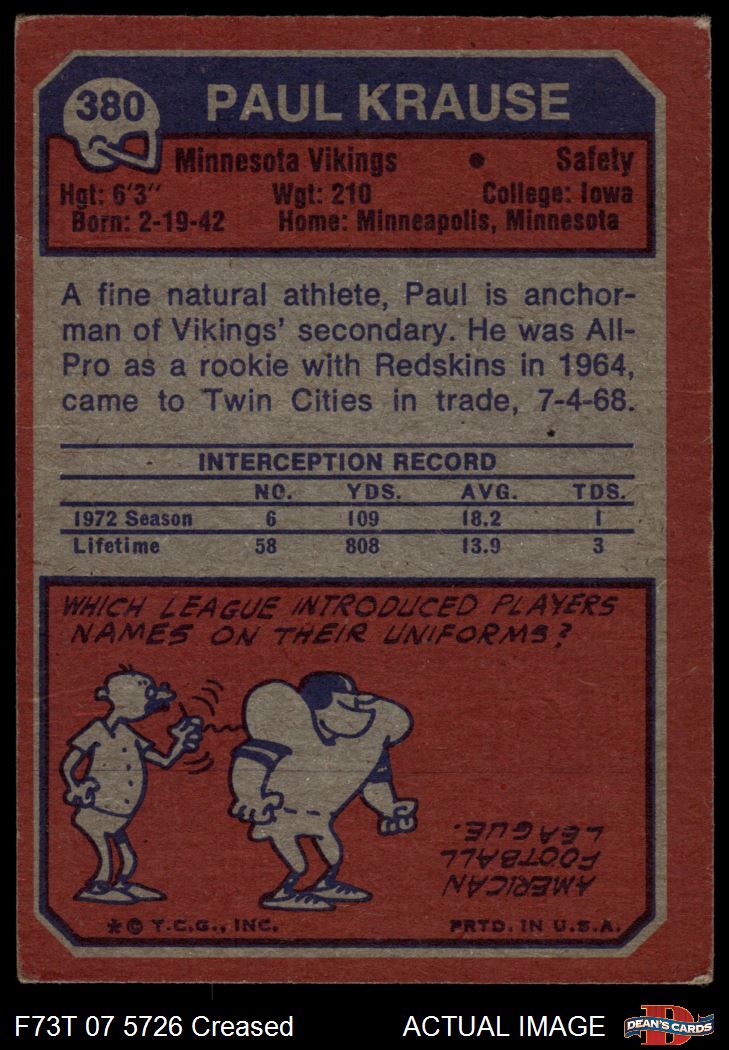 380
PAUL KRAUSE
Minnesota Vikings • Safety
Hgt: 6'3" Wgt: 210 College: Iowa
Born: 2-19-42 Home: Minneapolis, Minnesota
A fine natural athlete, Paul is anchor-
man of Vikings' secondary. He was All-
Pro as a rookie with Redskins in 1964,
came to Twin Cities in trade, 7-4-68.
INTERCEPTION RECORD
NO. YDS. AVG. TDS.
1972 Season 6 109 18.2 1
Lifetime 58 808 13.9 3
WHICH LEAGUE INTRODUCED PLAYERS
NAMES ON THEIR UNIFORMS?
AMERICAN
FOOTBALL
LEAGUE.
* © T.C.G., INC. PRTD. IN U.S.A.
F73T 07 5726 Creased ACTUAL IMAGE
D
DEAN'S CARDS